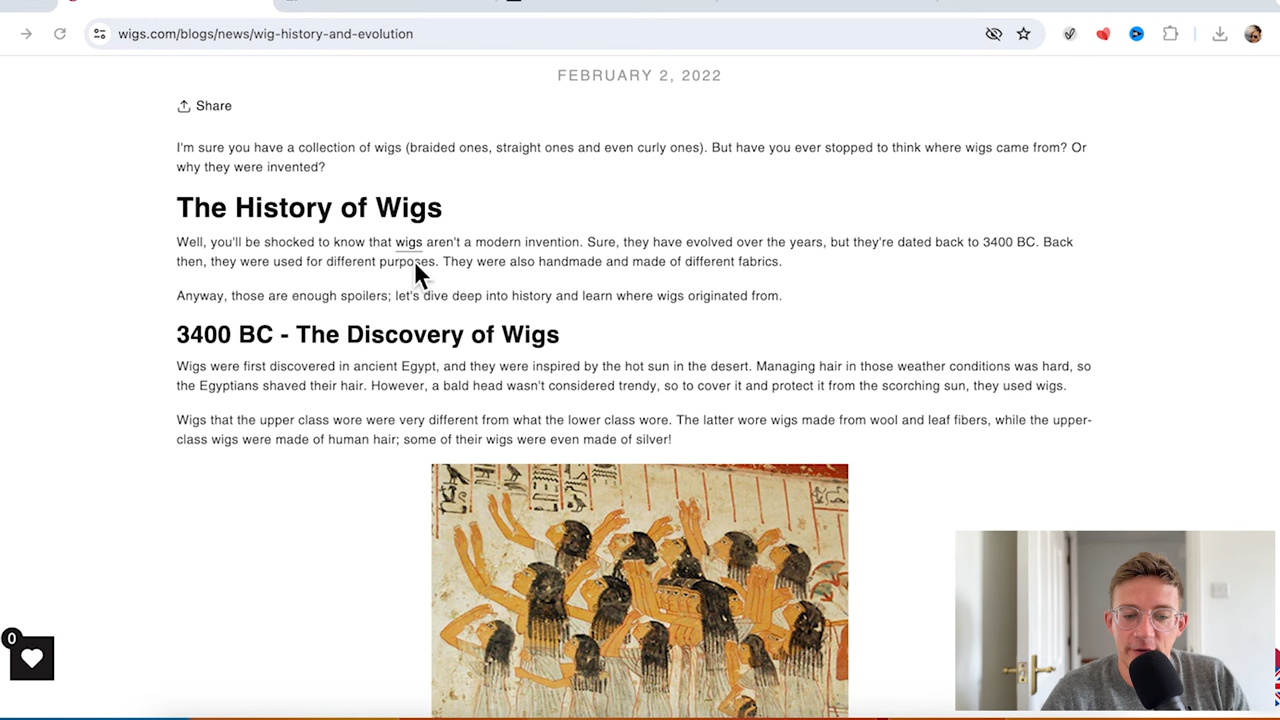 wigs.com/blogs/news/wig-history-and-evolution
FEBRUARY 2, 2022
Share
I'm sure you have a collection of wigs (braided ones, straight ones and even curly ones). But have you ever stopped to think where wigs came from? Or
why they were invented?
The History of Wigs
Well, you'll be shocked to know that wigs aren't a modern invention. Sure, they have evolved over the years, but they're dated back to 3400 BC. Back
then, they were used for different purposes. They were also handmade and made of different fabrics.
Anyway, those are enough spoilers; let's dive deep into history and learn where wigs originated from.
3400 BC - The Discovery of Wigs
Wigs were first discovered in ancient Egypt, and they were inspired by the hot sun in the desert. Managing hair in those weather conditions was hard, so
the Egyptians shaved their hair. However, a bald head wasn't considered trendy, so to cover it and protect it from the scorching sun, they used wigs.
Wigs that the upper class wore were very different from what the lower class wore. The latter wore wigs made from wool and leaf fibers, while the upper-
class wigs were made of human hair; some of their wigs were even made of silver!
0